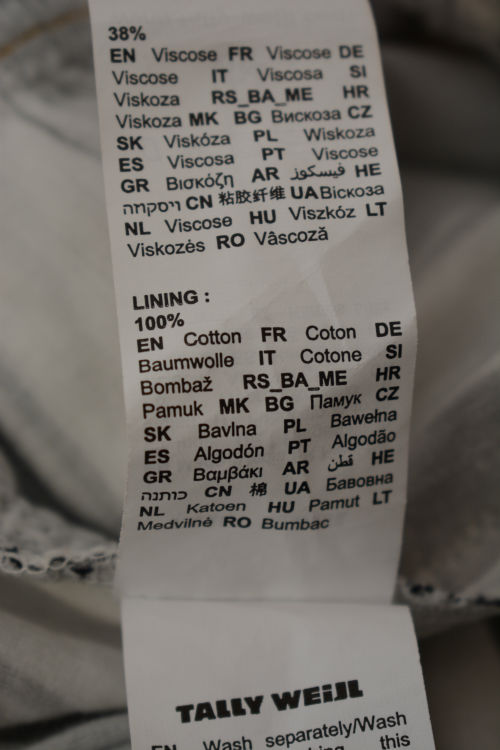 38%
EN Viscose FR Viscose DE
Viscose IT Viscosa SI
Viskoza RS_BA_ME HR
Viskoza MK BG Вискоза CZ
SK Viskóza PL Wiskoza
ES Viscosa PT Viscose
GR Βισκόζη AR فيسكوز HE
ויסקוזה CN 粘胶纤维 UA Віскоза
NL Viscose HU Viszkóz LT
Viskozės RO Vâscoză
LINING :
100%
EN Cotton FR Coton DE
Baumwolle IT Cotone SI
Bombaž RS_BA_ME HR
Pamuk MK BG Памук CZ
SK Bavlna PL Bawełna
ES Algodón PT Algodão
GR Βαμβάκι AR قطن HE
כותנה CN 棉 UA Бавовна
NL Katoen HU Pamut LT
Medvilnė RO Bumbac
TALLY WEiJL
EN Wash separately/Wash
this